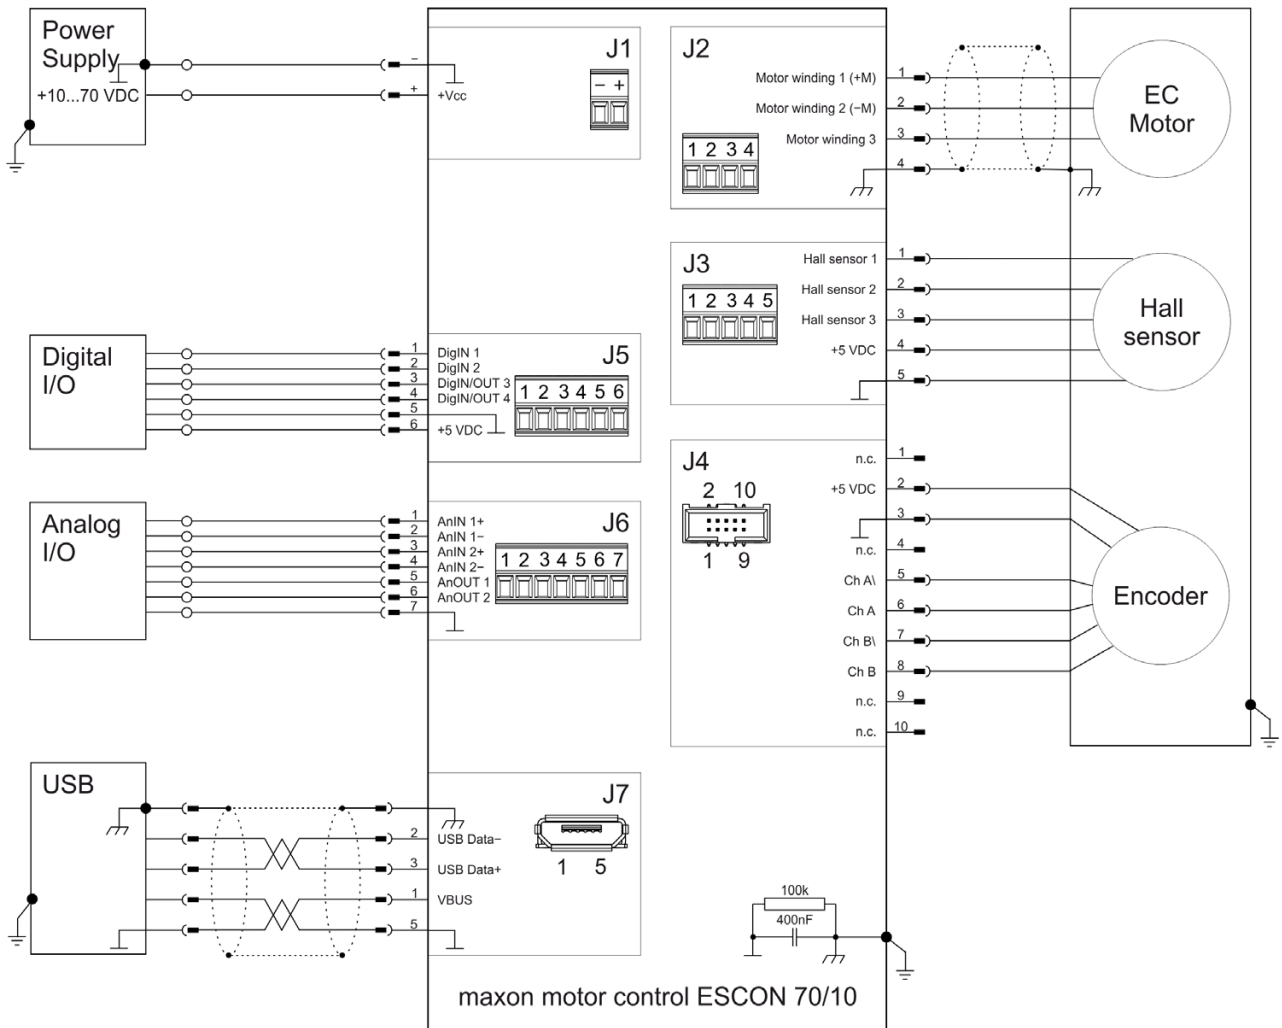 Power
Supply
+10...70 VDC
−
+
+Vcc
J1
− +
J2
Motor winding 1 (+M)
1
Motor winding 2 (−M)
2
Motor winding 3
3
4
1 2 3 4
EC
Motor
J3
Hall sensor 1
1
Hall sensor 2
2
Hall sensor 3
3
+5 VDC
4
5
1 2 3 4 5
Hall
sensor
Digital
I/O
1
DigIN 1
2
DigIN 2
3
DigIN/OUT 3
4
DigIN/OUT 4
5
6
+5 VDC
J5
1 2 3 4 5 6
J4
2 10
1 9
n.c.
1
+5 VDC
2
3
n.c.
4
Ch A\
5
Ch A
6
Ch B\
7
Ch B
8
n.c.
9
n.c.
10
Encoder
Analog
I/O
1
AnIN 1+
2
AnIN 1−
3
AnIN 2+
4
AnIN 2−
5
AnOUT 1
6
AnOUT 2
7
J6
1 2 3 4 5 6 7
USB
2
USB Data−
3
USB Data+
1
VBUS
5
J7
1 5
100k
400nF
maxon motor control ESCON 70/10